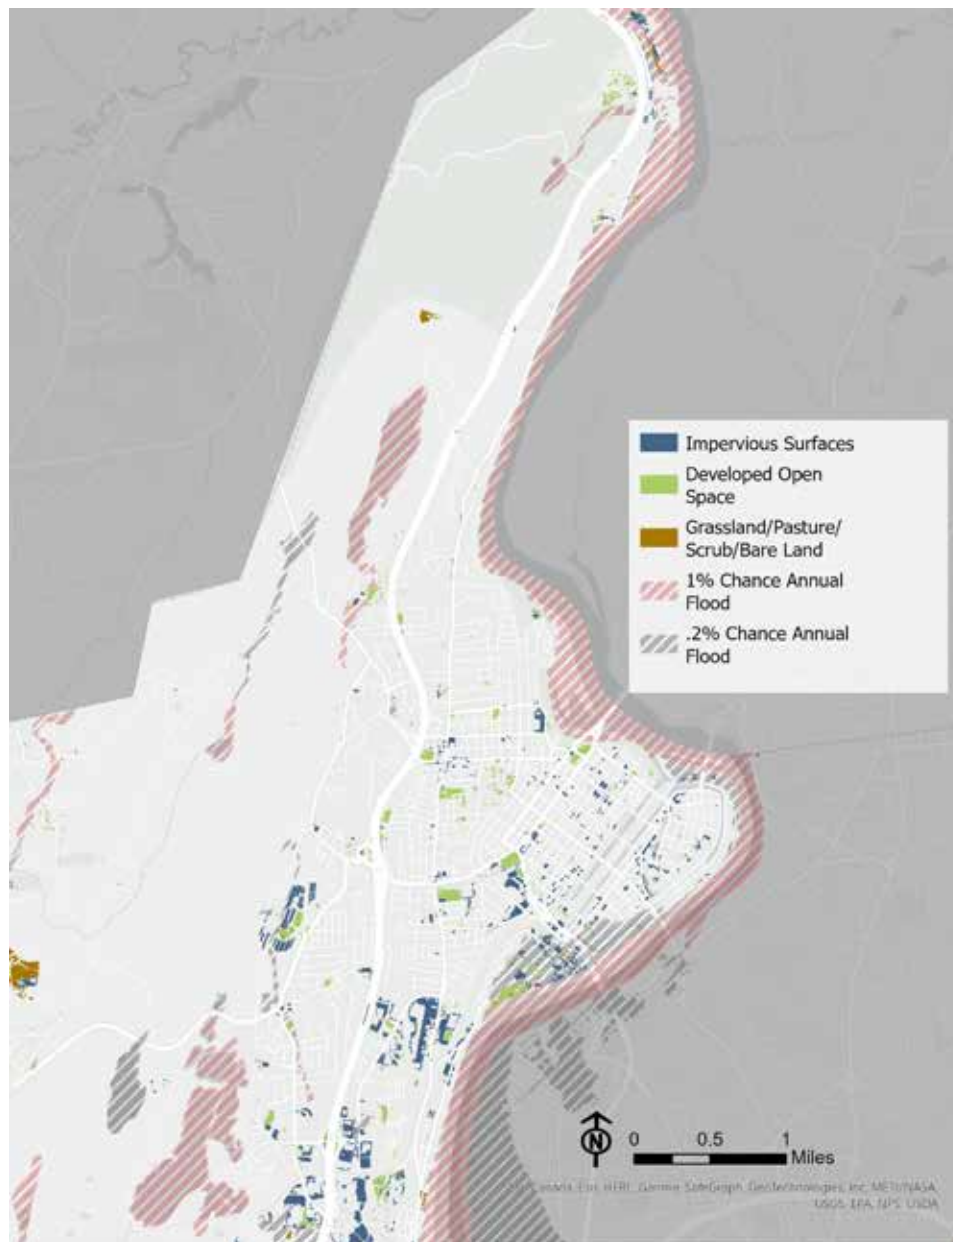 Impervious Surfaces
Developed Open
Space
Grassland/Pasture/
Scrub/Bare Land
1% Chance Annual
Flood
.2% Chance Annual
Flood
N
0 0.5 1
Miles
Canada, Esri, HERE, Garmin, SafeGraph, GeoTechnologies, Inc, METI/NASA,
USGS, EPA, NPS, USDA